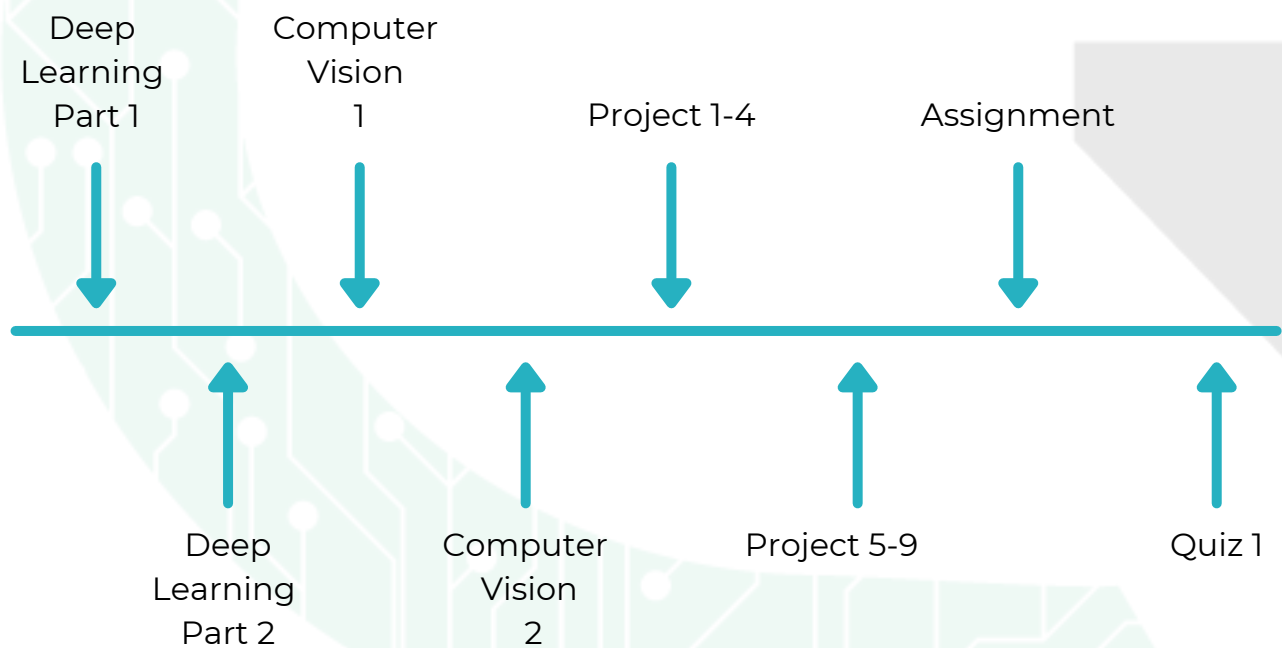 Deep
Learning
Part 1
Computer
Vision
1
Project 1-4
Assignment
Deep
Learning
Part 2
Computer
Vision
2
Project 5-9
Quiz 1